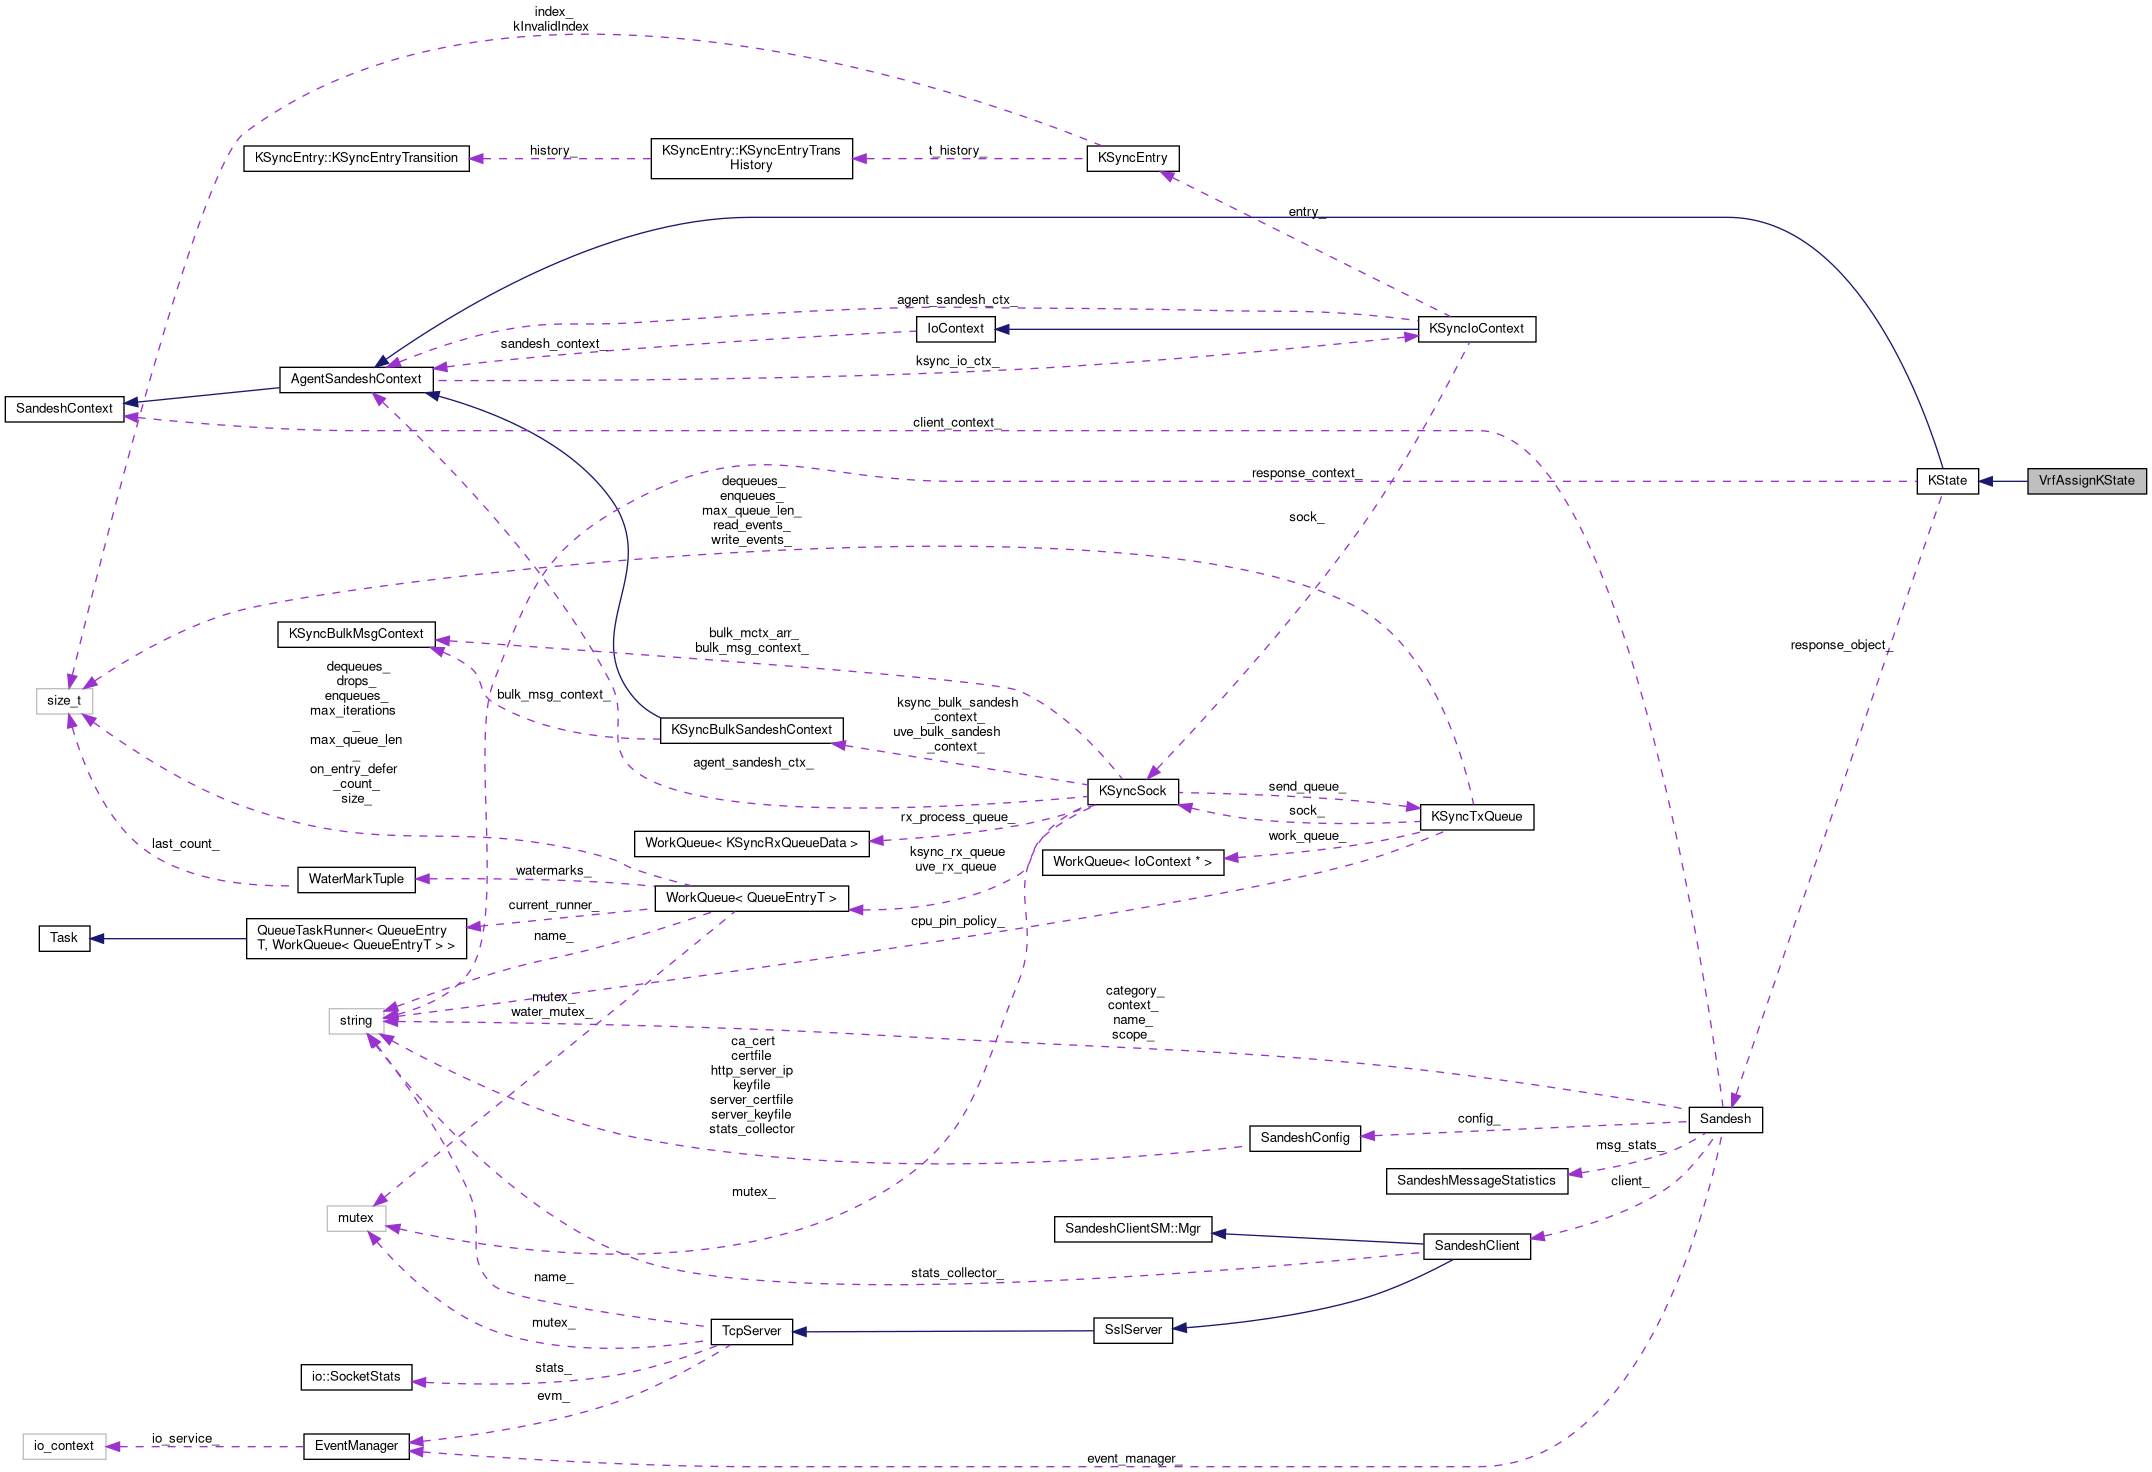 index_
kInvalidIndex
KSyncEntry::KSyncEntryTransition
history_
KSyncEntry::KSyncEntryTrans
History
t_history_
KSyncEntry
entry_
agent_sandesh_ctx_
IoContext
KSyncIoContext
sandesh_context_
ksync_io_ctx_
AgentSandeshContext
SandeshContext
client_context_
response_context_
KState
VrfAssignKState
dequeues_
enqueues_
max_queue_len_
read_events_
write_events_
sock_
KSyncBulkMsgContext
bulk_mctx_arr_
bulk_msg_context_
response_object_
dequeues_
drops_
enqueues_
max_iterations
_
max_queue_len
_
on_entry_defer
_count_
size_
size_t
bulk_msg_context_
ksync_bulk_sandesh
_context_
uve_bulk_sandesh
_context_
KSyncBulkSandeshContext
agent_sandesh_ctx_
KSyncSock
send_queue_
sock_
KSyncTxQueue
rx_process_queue_
work_queue_
WorkQueue< KSyncRxQueueData >
last_count_
ksync_rx_queue
uve_rx_queue
WorkQueue< IoContext * >
WaterMarkTuple
watermarks_
WorkQueue< QueueEntryT >
current_runner_
cpu_pin_policy_
Task
QueueTaskRunner< QueueEntry
T, WorkQueue< QueueEntryT > >
name_
mutex_
water_mutex_
string
category_
context_
name_
scope_
ca_cert
certfile
http_server_ip
keyfile
server_certfile
server_keyfile
stats_collector
Sandesh
config_
SandeshConfig
msg_stats_
SandeshMessageStatistics
client_
mutex_
mutex
SandeshClientSM::Mgr
SandeshClient
name_
stats_collector_
mutex_
TcpServer
SslServer
stats_
io::SocketStats
evm_
io_context
io_service_
EventManager
event_manager_